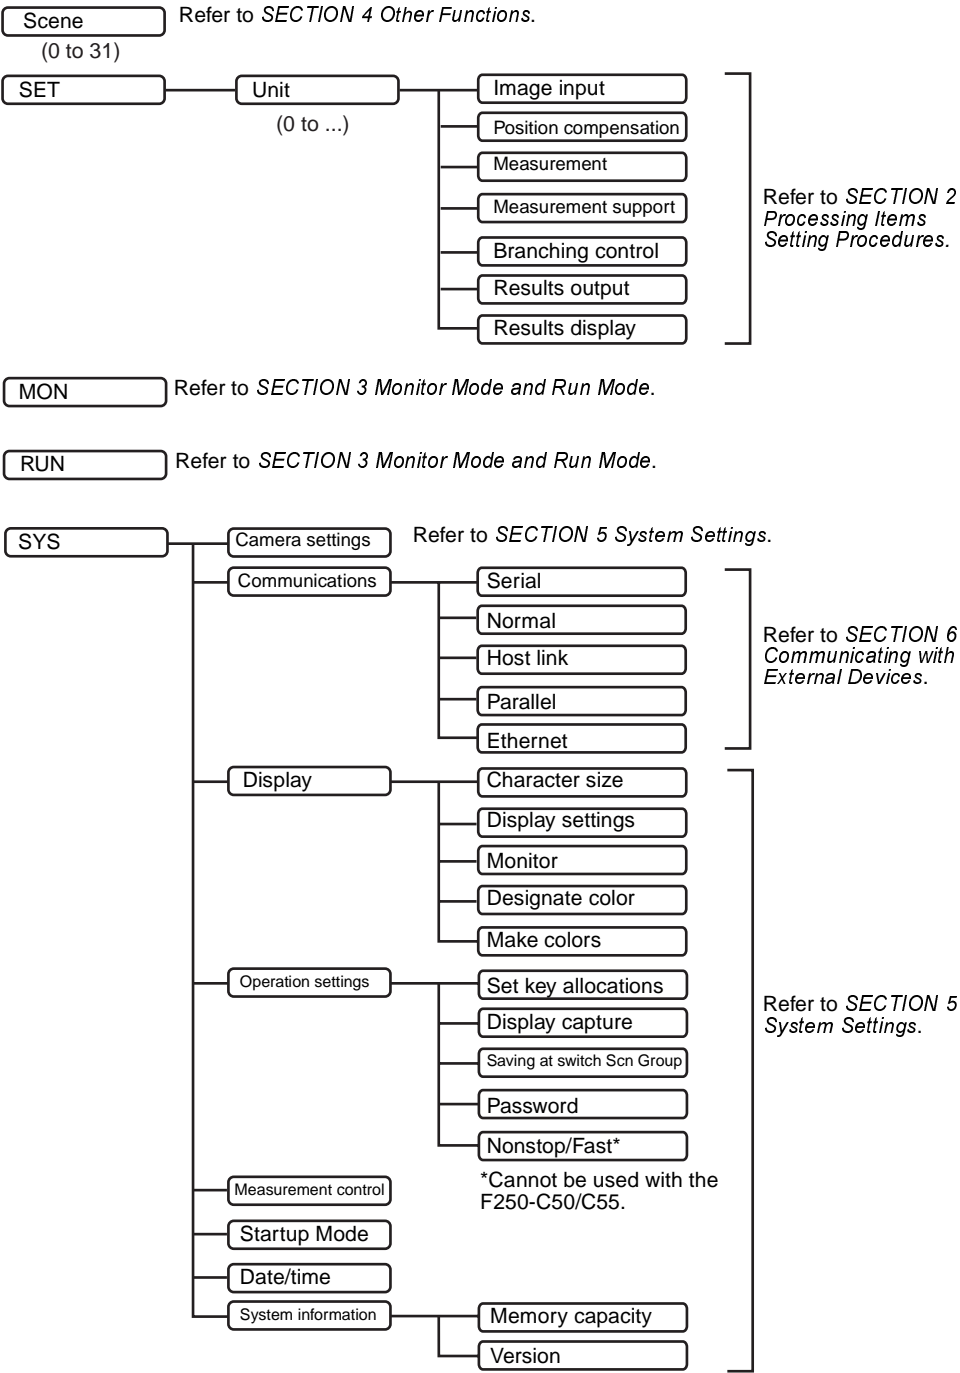 Scene
Refer to SECTION 4 Other Functions.
(0 to 31)
SET
Unit
(0 to ...)
Image input
Position compensation
Measurement
Measurement support
Branching control
Results output
Results display
Refer to SECTION 2
Processing Items
Setting Procedures.
MON
Refer to SECTION 3 Monitor Mode and Run Mode.
RUN
Refer to SECTION 3 Monitor Mode and Run Mode.
SYS
Camera settings
Refer to SECTION 5 System Settings.
Communications
Serial
Normal
Host link
Parallel
Ethernet
Refer to SECTION 6
Communicating with
External Devices.
Display
Character size
Display settings
Monitor
Designate color
Make colors
Operation settings
Set key allocations
Display capture
Saving at switch Scn Group
Password
Nonstop/Fast*
*Cannot be used with the
F250-C50/C55.
Refer to SECTION 5
System Settings.
Measurement control
Startup Mode
Date/time
System information
Memory capacity
Version